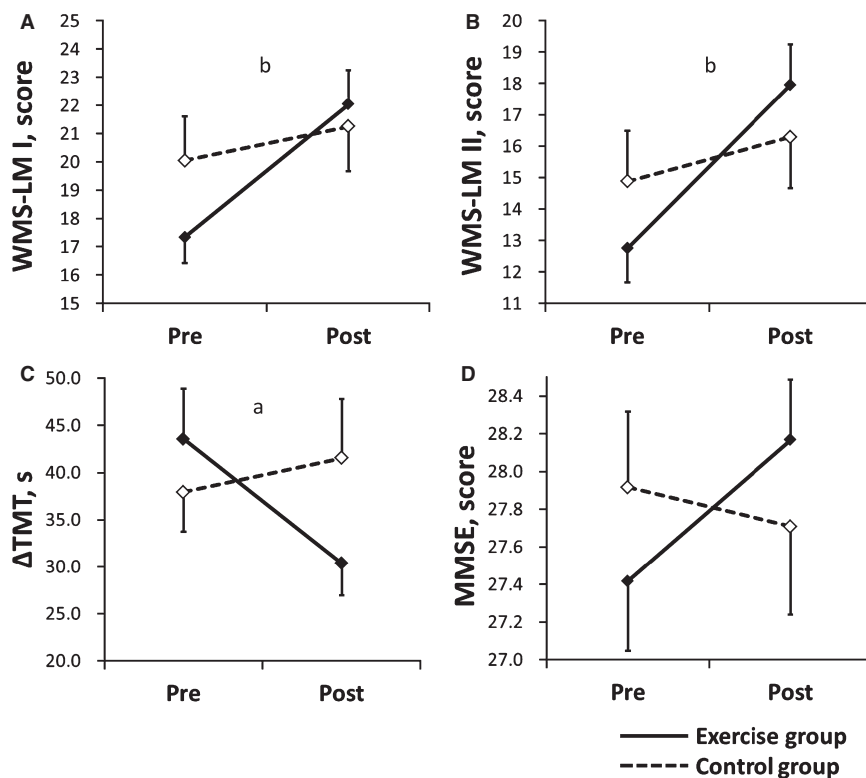 A
WMS-LM I, score
25
24
23
22
21
20
19
18
17
16
15
b
Pre Post
B
WMS-LM II, score
20
19
18
17
16
15
14
13
12
11
b
Pre Post
C
ΔTMT, s
50.0
45.0
40.0
35.0
30.0
25.0
20.0
a
Pre Post
D
MMSE, score
28.4
28.2
28.0
27.8
27.6
27.4
27.2
27.0
Pre Post
Exercise group
Control group